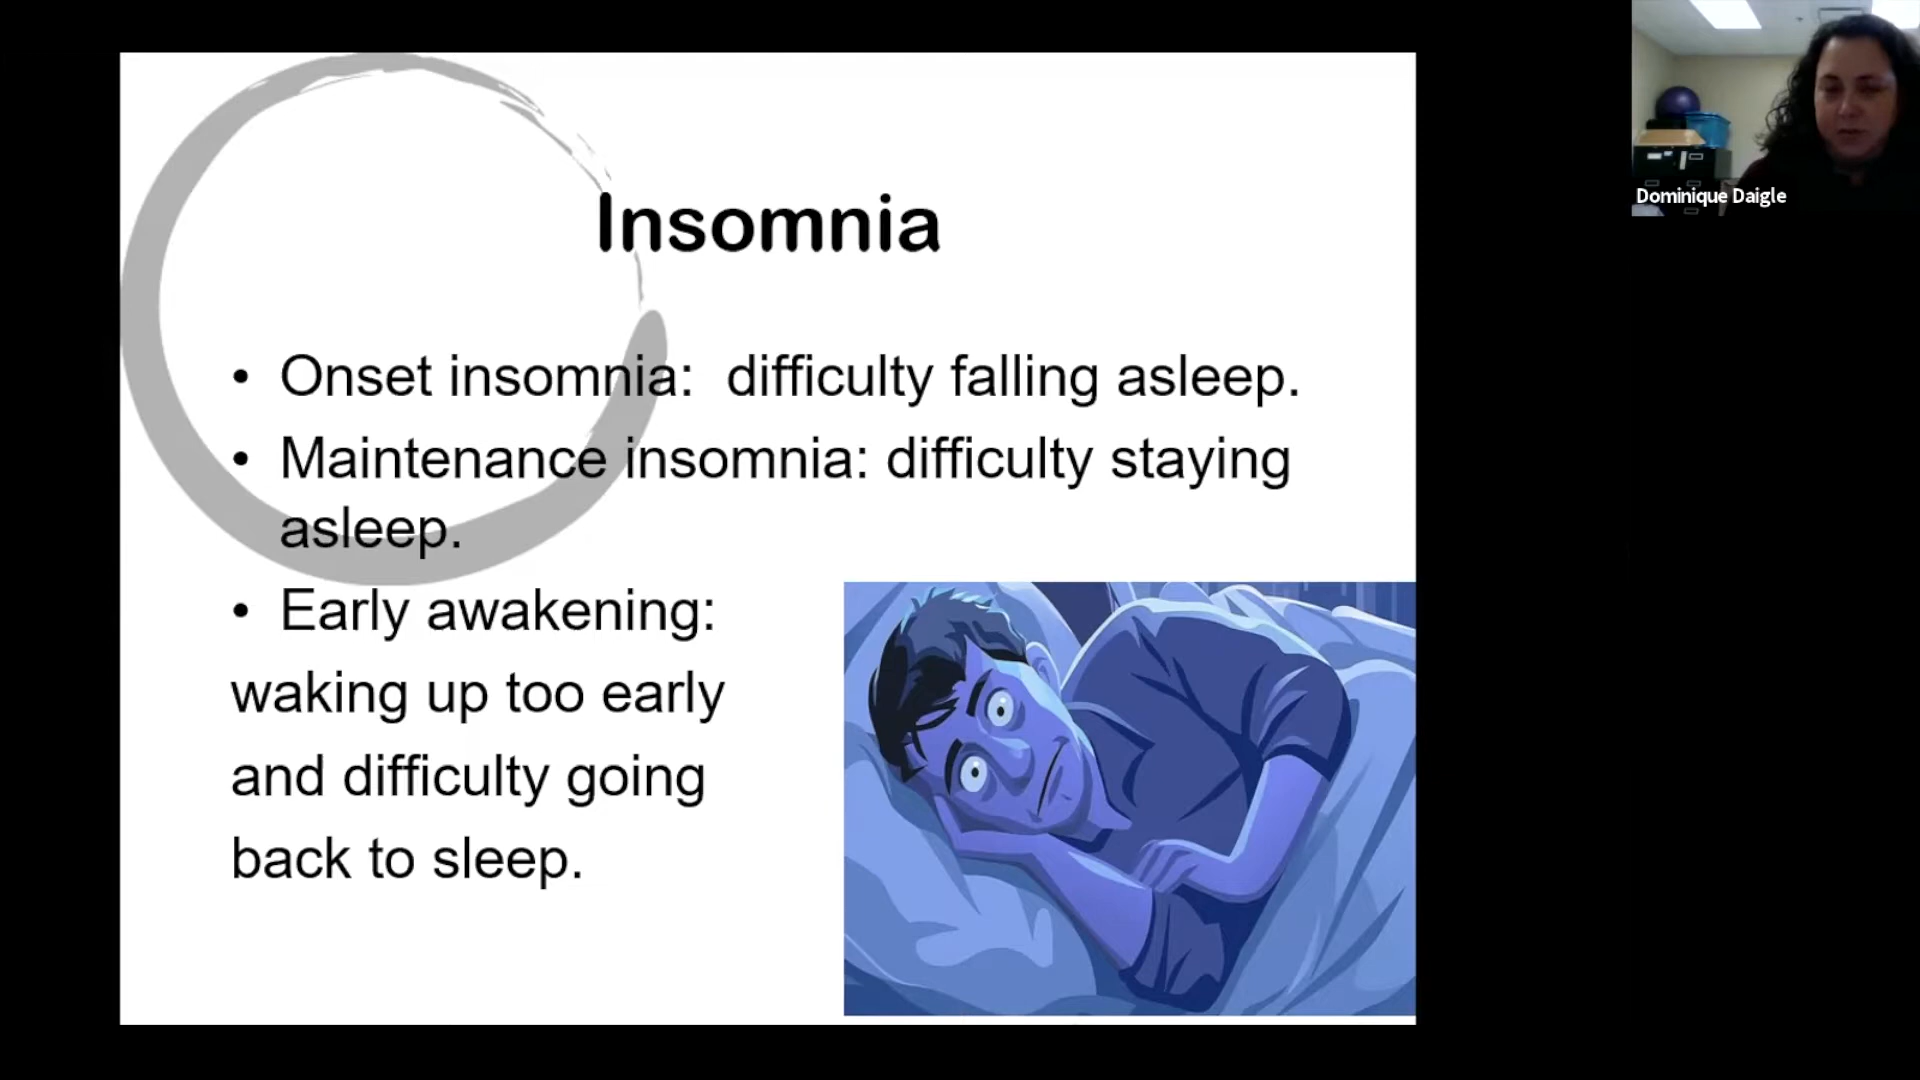 Insomnia
• Onset insomnia:  difficulty falling asleep.
• Maintenance insomnia: difficulty staying
asleep.
• Early awakening:
waking up too early
and difficulty going
back to sleep.
Dominique Daigle